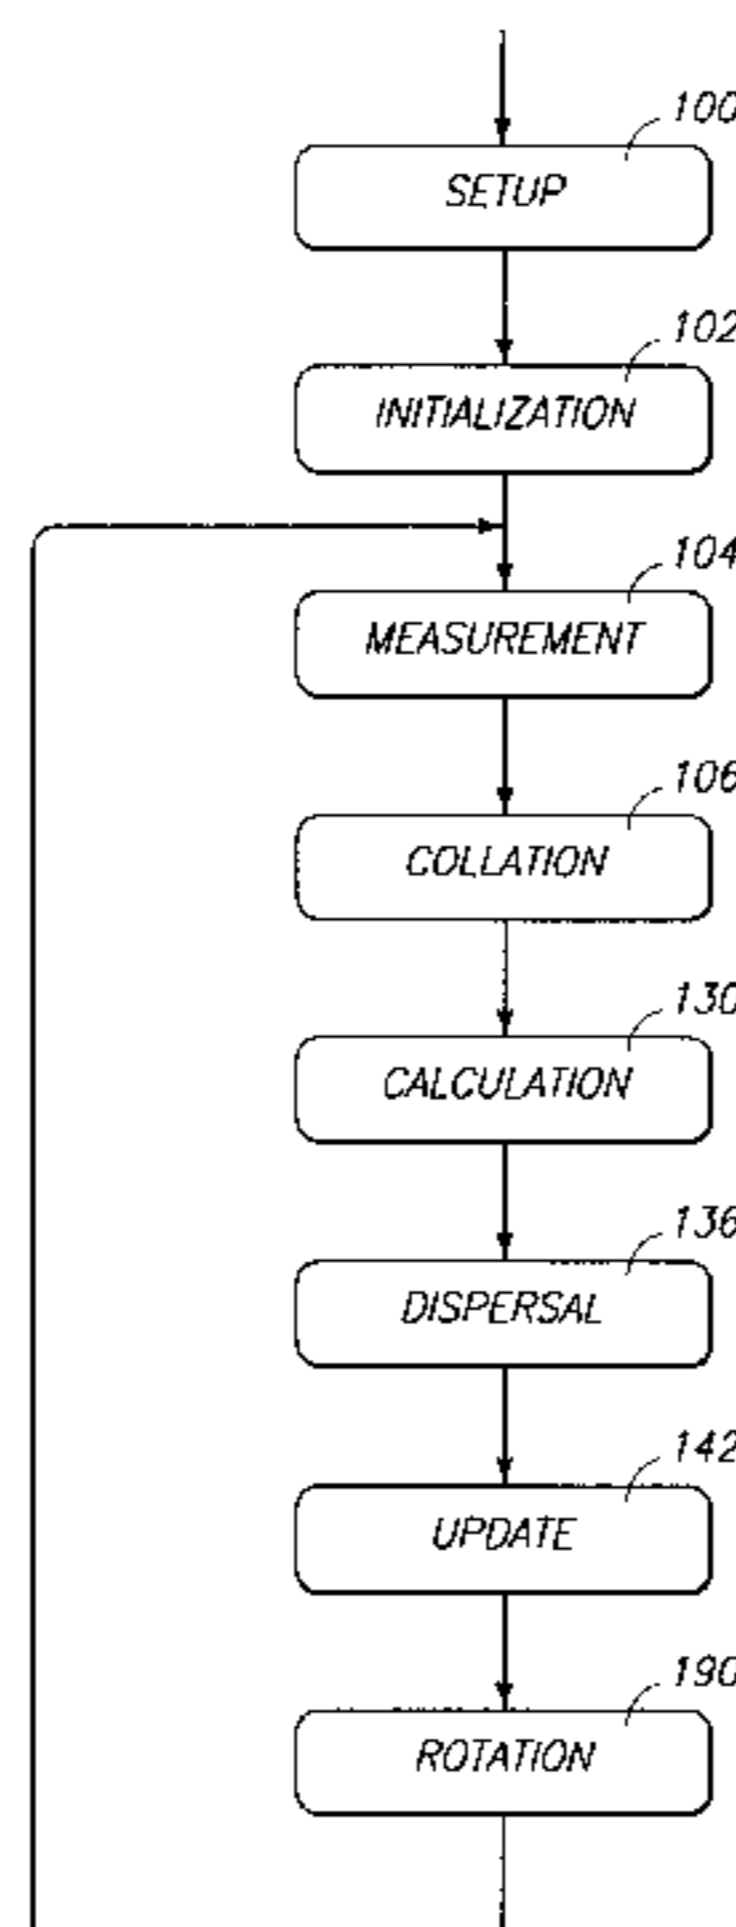 100
SETUP
102
INITIALIZATION
104
MEASUREMENT
106
COLLATION
130
CALCULATION
136
DISPERSAL
142
UPDATE
190
ROTATION